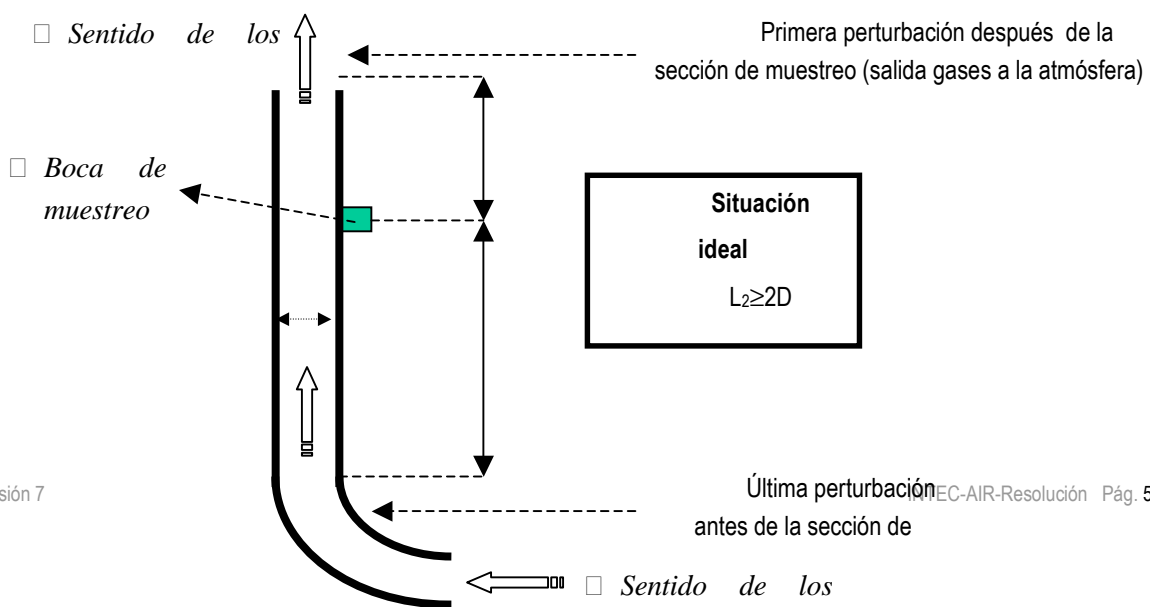 □ Sentido de los
Primera perturbación después de la
sección de muestreo (salida gases a la atmósfera)
□ Boca de
muestreo
Situación
ideal
L₂≥2D
sión 7
Última perturbación
INTEC-AIR-Resolución Pág. 5
antes de la sección de
□ Sentido de los